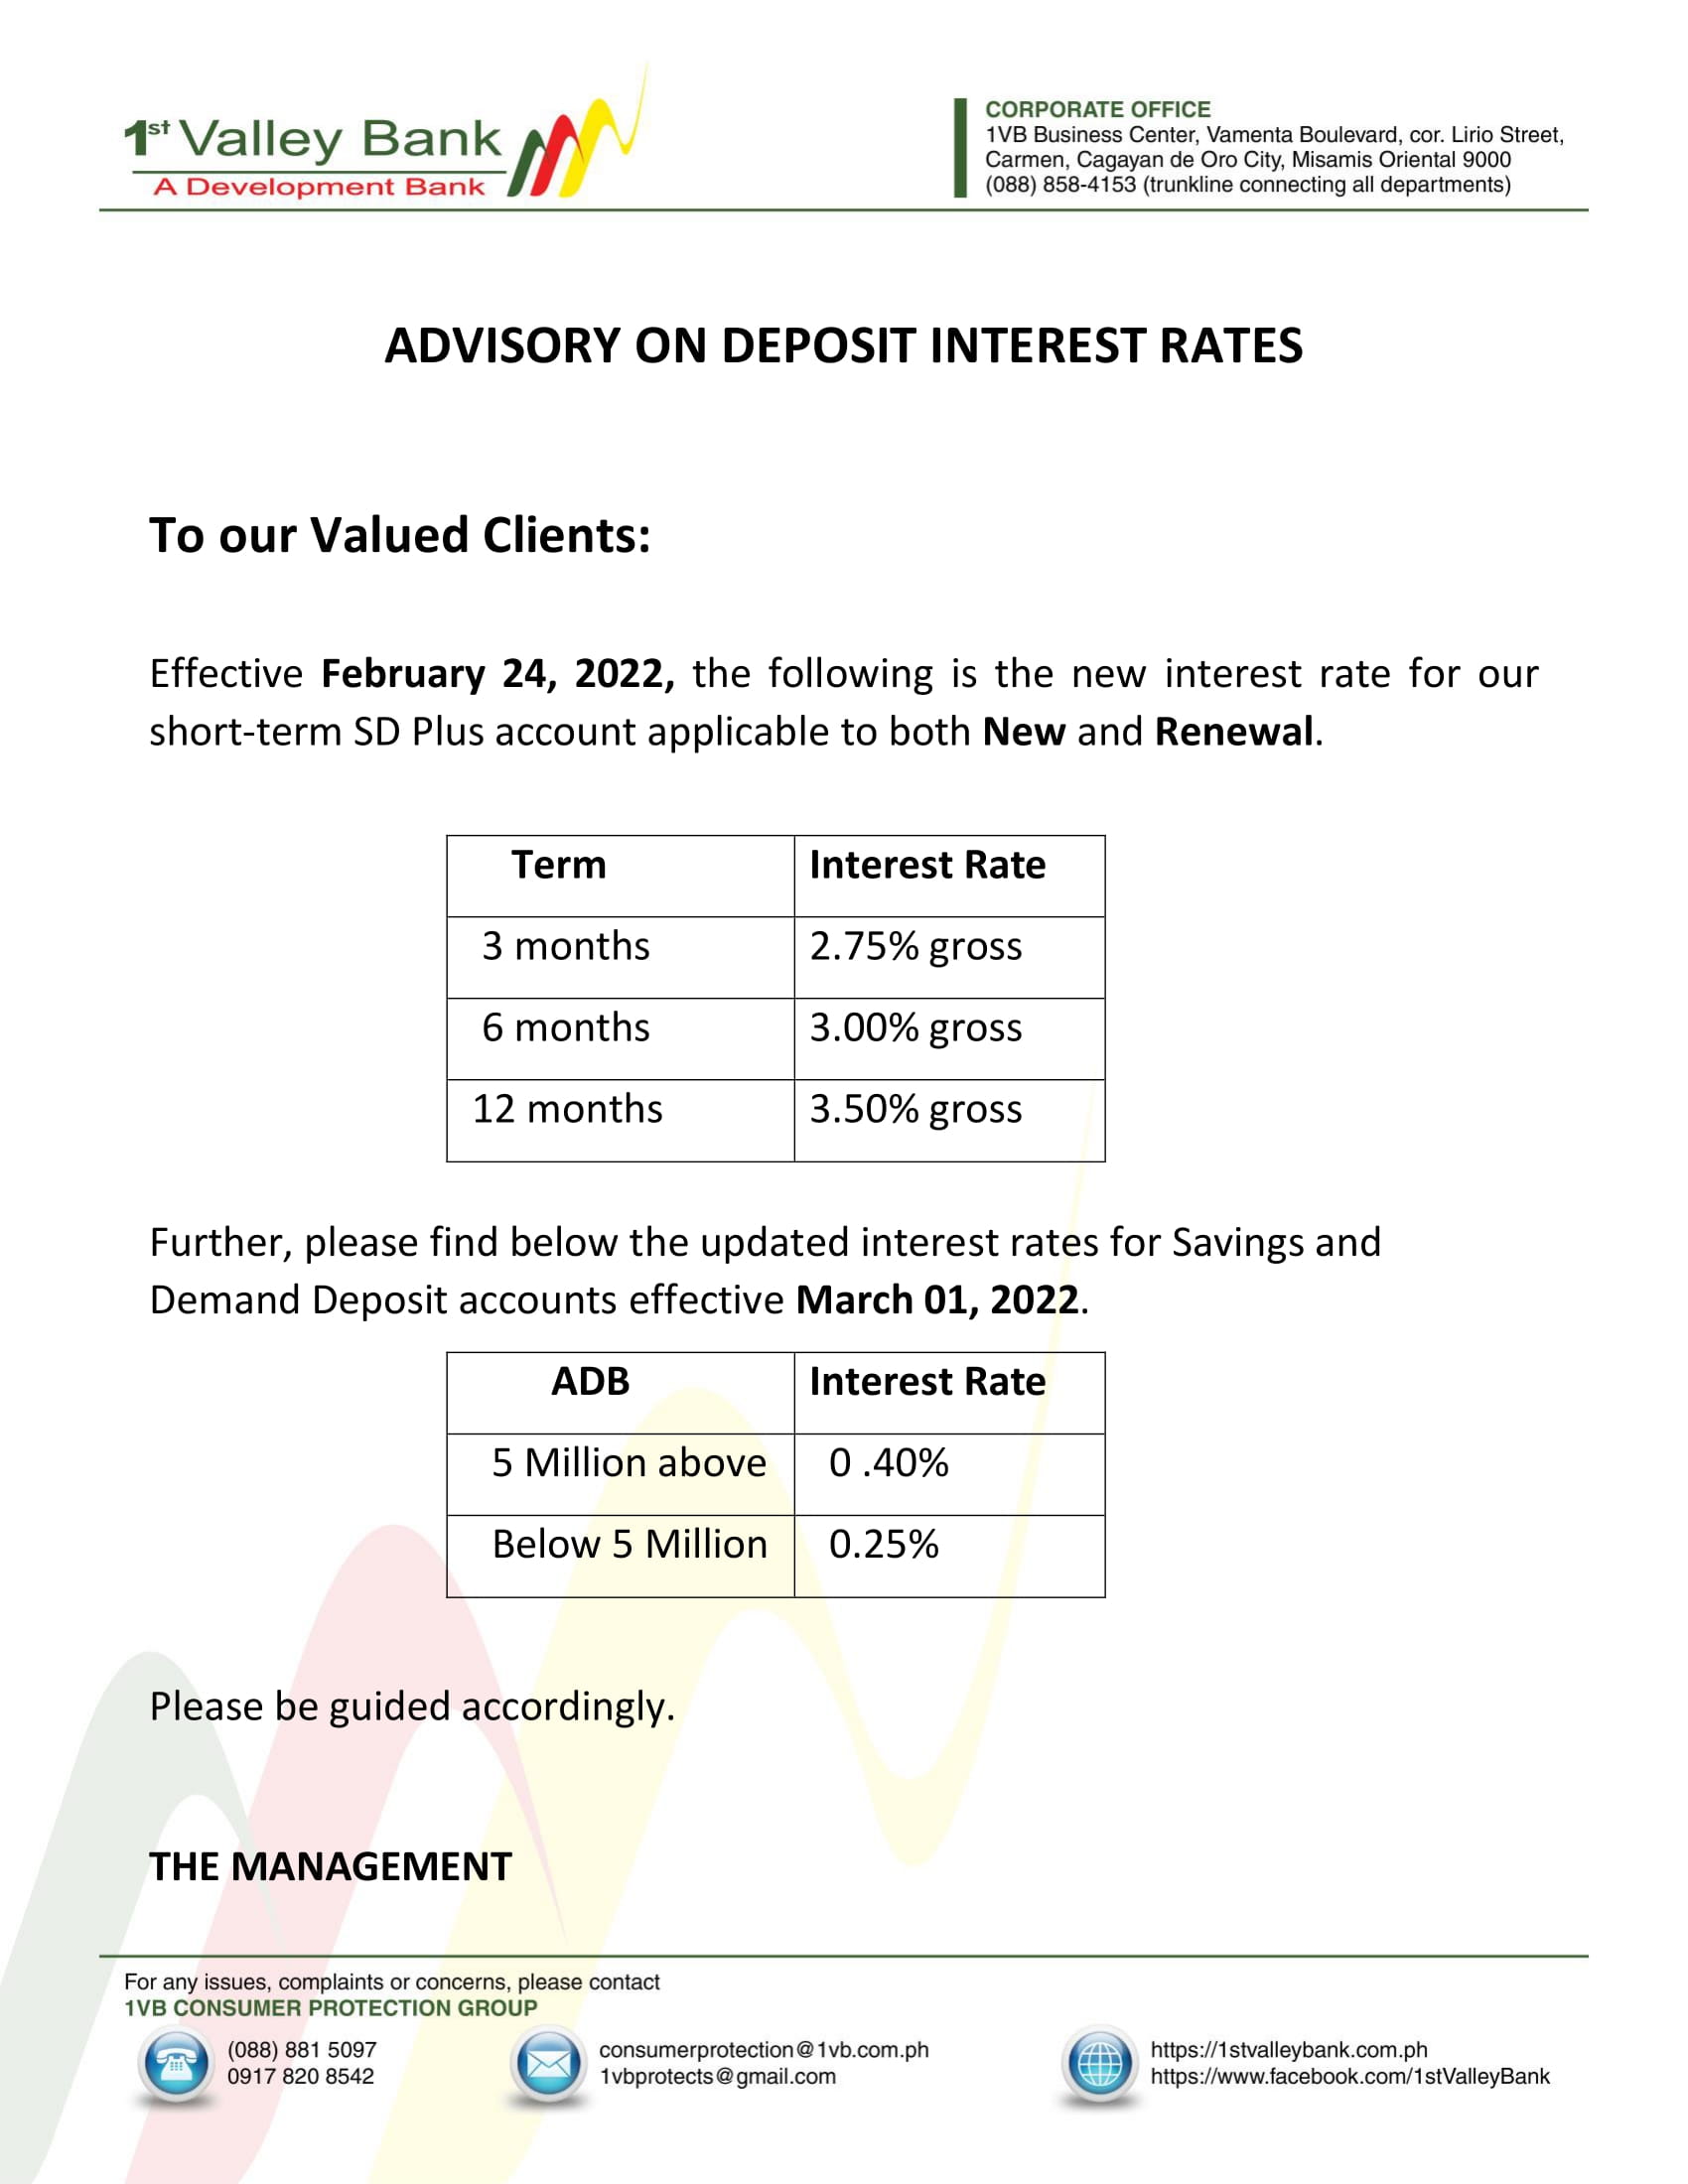 1st Valley Bank
A Development Bank
CORPORATE OFFICE
1VB Business Center, Vamenta Boulevard, cor. Lirio Street,
Carmen, Cagayan de Oro City, Misamis Oriental 9000
(088) 858-4153 (trunkline connecting all departments)
ADVISORY ON DEPOSIT INTEREST RATES
To our Valued Clients:
Effective February 24, 2022, the following is the new interest rate for our
short-term SD Plus account applicable to both New and Renewal.
Term Interest Rate
3 months 2.75% gross
6 months 3.00% gross
12 months 3.50% gross
Further, please find below the updated interest rates for Savings and
Demand Deposit accounts effective March 01, 2022.
ADB Interest Rate
5 Million above 0 .40%
Below 5 Million 0.25%
Please be guided accordingly.
THE MANAGEMENT
For any issues, complaints or concerns, please contact
1VB CONSUMER PROTECTION GROUP
(088) 881 5097
0917 820 8542
consumerprotection@1vb.com.ph
1vbprotects@gmail.com
https://1stvalleybank.com.ph
https://www.facebook.com/1stValleyBank